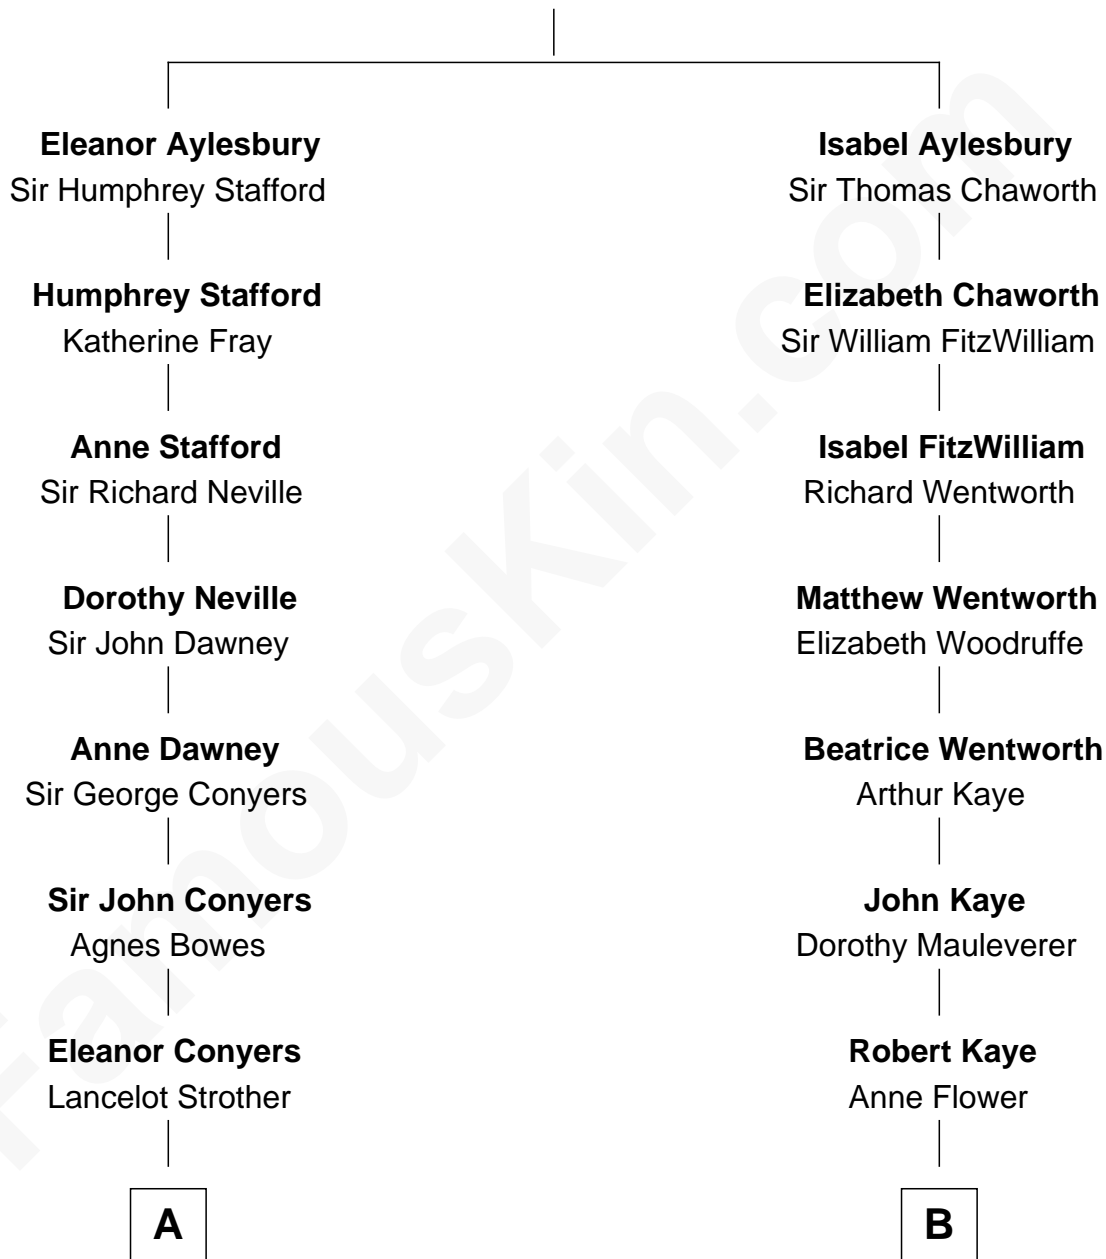 Eleanor Aylesbury
Sir Humphrey Stafford
Humphrey Stafford
Katherine Fray
Anne Stafford
Sir Richard Neville
Dorothy Neville
Sir John Dawney
Anne Dawney
Sir George Conyers
Sir John Conyers
Agnes Bowes
Eleanor Conyers
Lancelot Strother
A
Isabel Aylesbury
Sir Thomas Chaworth
Elizabeth Chaworth
Sir William FitzWilliam
Isabel FitzWilliam
Richard Wentworth
Matthew Wentworth
Elizabeth Woodruffe
Beatrice Wentworth
Arthur Kaye
John Kaye
Dorothy Mauleverer
Robert Kaye
Anne Flower
B
FamousKin.com